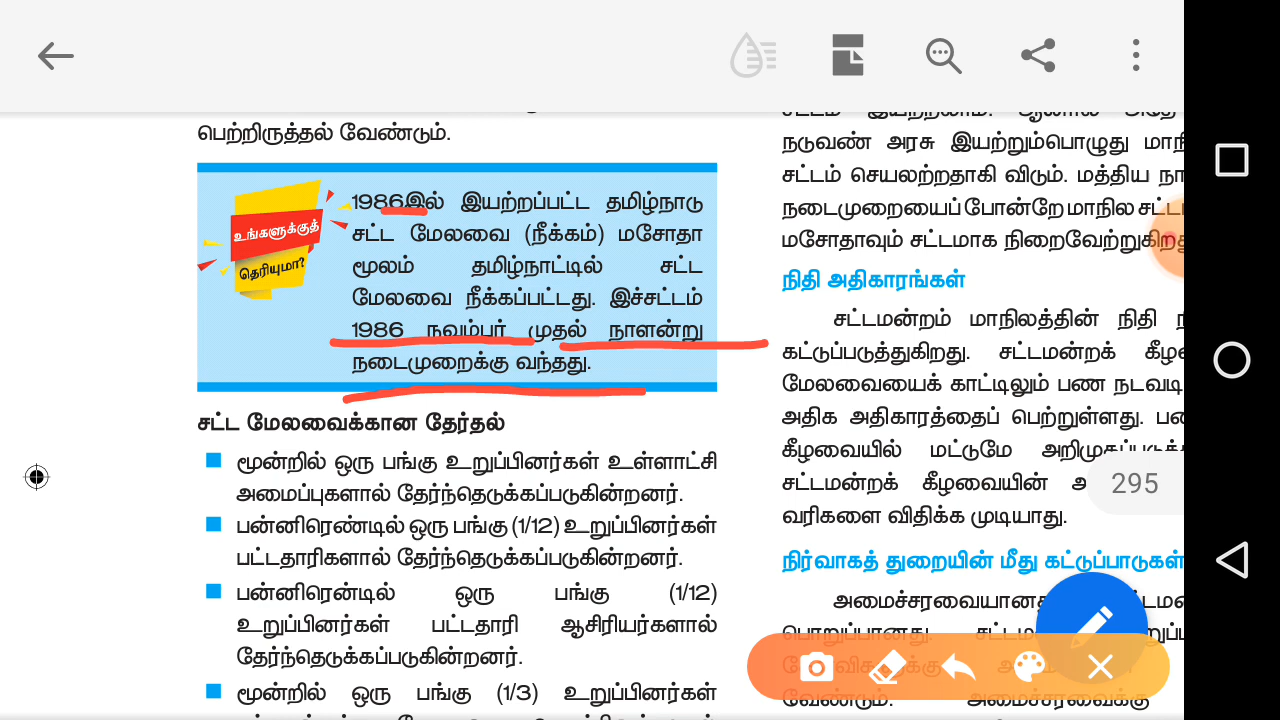 பெற்றிருத்தல் வேண்டும்.
உங்களுக்குத்
தெரியுமா?
1986இல் இயற்றப்பட்ட தமிழ்நாடு
சட்ட மேலவை (நீக்கம்) மசோதா
மூலம் தமிழ்நாட்டில் சட்ட
மேலவை நீக்கப்பட்டது. இச்சட்டம்
1986 நவம்பர் முதல் நாளன்று
நடைமுறைக்கு வந்தது.
சட்ட மேலவைக்கான தேர்தல்
மூன்றில் ஒரு பங்கு உறுப்பினர்கள் உள்ளாட்சி
அமைப்புகளால் தேர்ந்தெடுக்கப்படுகின்றனர்.
பன்னிரெண்டில் ஒரு பங்கு (1/12) உறுப்பினர்கள்
பட்டதாரிகளால் தேர்ந்தெடுக்கப்படுகின்றனர்.
பன்னிரென்டில் ஒரு பங்கு (1/12)
உறுப்பினர்கள் பட்டதாரி ஆசிரியர்களால்
தேர்ந்தெடுக்கப்படுகின்றனர்.
மூன்றில் ஒரு பங்கு (1/3) உறுப்பினர்கள்
சட்டம் இயற்றலாம். ஆனால்
நடுவண் அரசு இயற்றும்பொழுது
சட்டம் செயலற்றதாகி விடும். மத்திய
நடைமுறையைப் போன்றே மாநில
மசோதாவும் சட்டமாக
நிதி அதிகாரங்கள்
சட்டமன்றம் மாநிலத்தின் நிதி
கட்டுப்படுத்துகிறது. சட்டமன்றக்
மேலவையைக் காட்டிலும் பண
அதிக அதிகாரத்தைப் பெற்றுள்ளது.
கீழவையில் மட்டுமே
சட்டமன்றக் கீழவையின்
வரிகளை விதிக்க முடியாது.
295
நிர்வாகத் துறையின் மீது கட்டுப்பாடுகள்
பொறுப்பானது.
வேண்டும். அமைச்சரவைக்கு